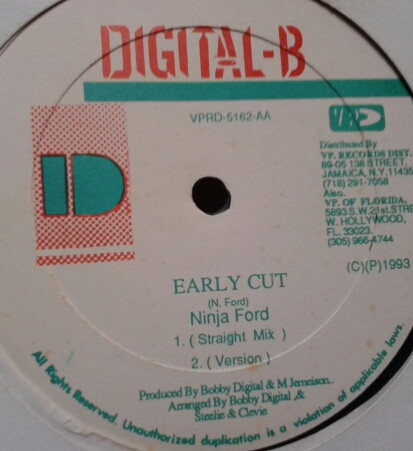 DIGITAL-B
VPRD-5162-AA
VP
Distributed By
VP. RECORDS DIST.
89-05 138 STREET,
JAMAICA, N.Y, 11435
(718) 291-7058
Also.
VP. OF FLORIDA.
5893 S.W. 21st. STRE
W. HOLLYWOOD,
FL. 33023.
(305) 966-4744
(C)(P)1993
D
EARLY CUT
(N. Ford)
Ninja Ford
1. ( Straight Mix )
2. ( Version )
Produced By Bobby Digital & M Jemeison..
Arranged By Bobby Digital ,&
Steelie & Clevie
All Rights Reserved. Unauthorized duplication is a violation of applicable laws.